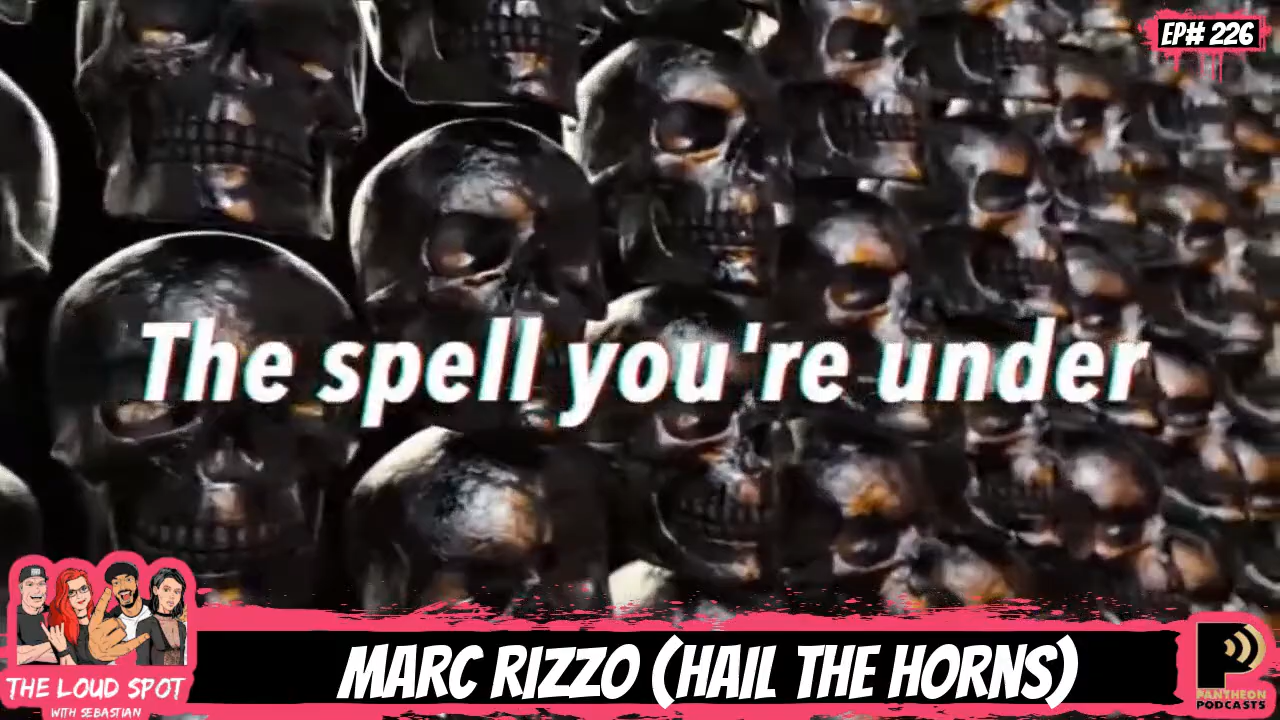 EP# 226
The spell you're under
MARC RIZZO (HAIL THE HORNS)
THE LOUD SPOT
WITH SEBASTIAN
PANTHEON
PODCASTS